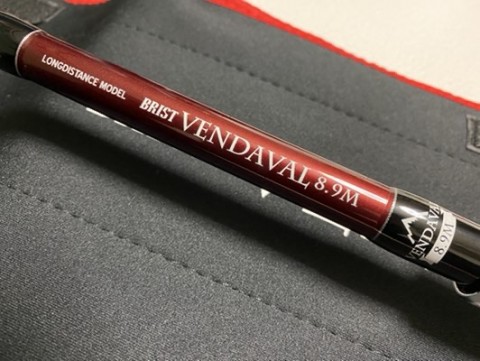 LONGDISTANCE MODEL
BRIST VENDAVAL 8.9M
VENDAVAL
8.9M